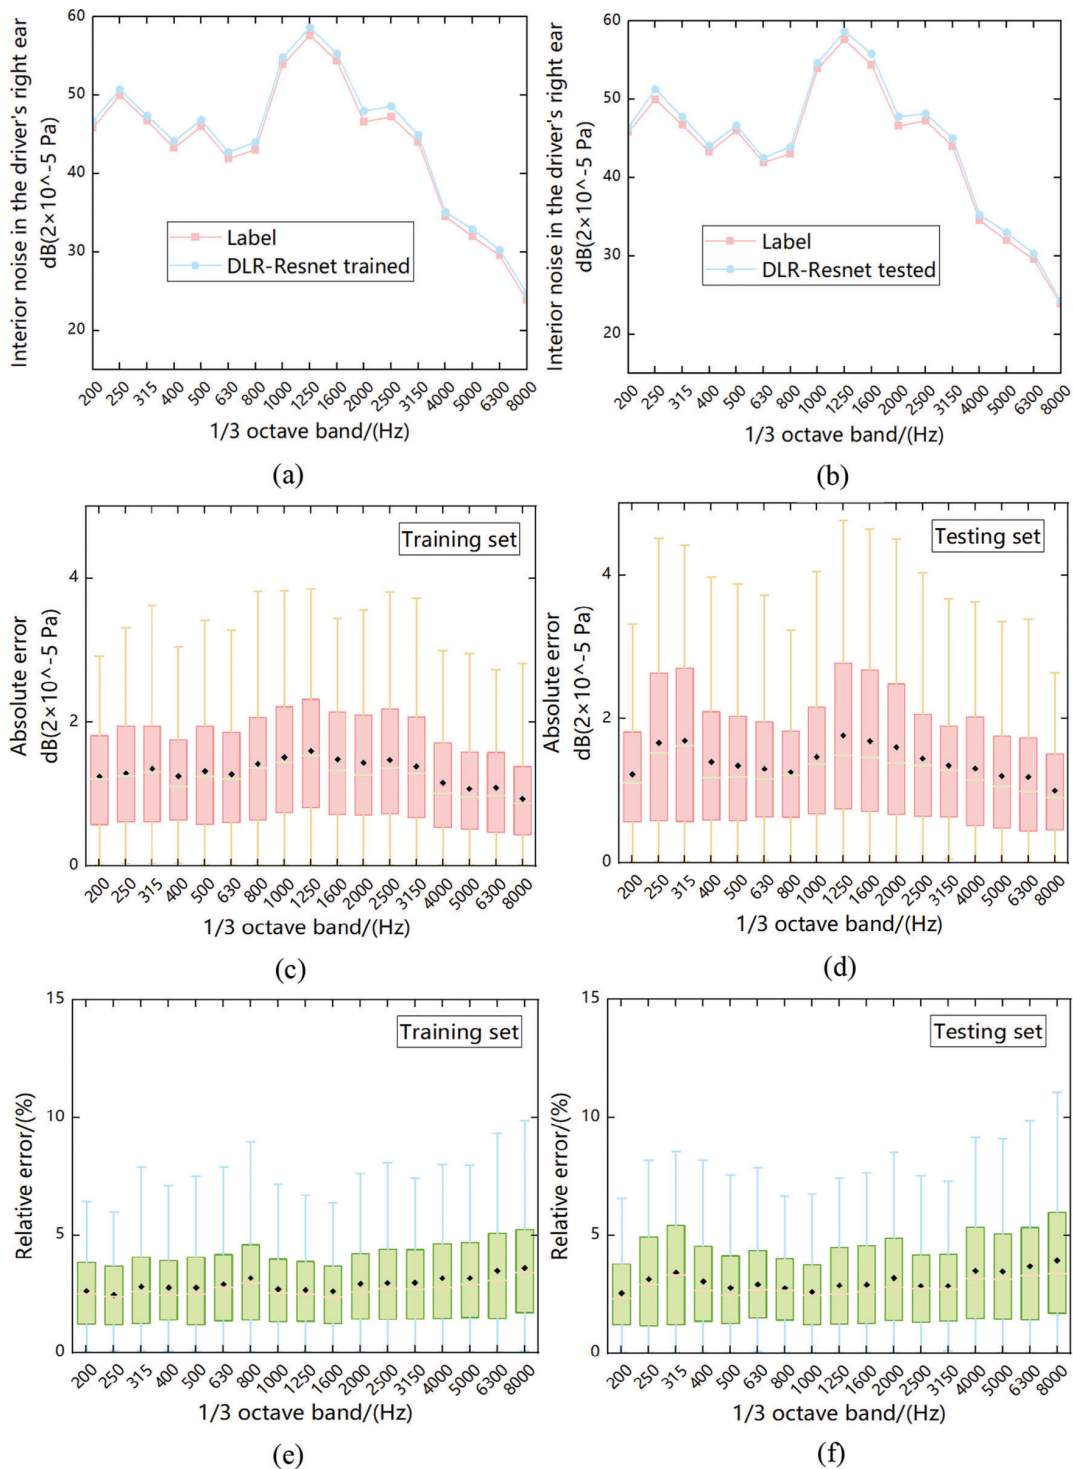 Interior noise in the driver's right ear
dB(2×10^-5 Pa)
60
50
40
30
20
Label
DLR-Resnet trained
200 250 315 400 500 630 800 1000 1250 1600 2000 2500 3150 4000 5000 6300 8000
1/3 octave band/(Hz)
(a)
Interior noise in the driver's right ear
dB(2×10^-5 Pa)
60
50
40
30
20
Label
DLR-Resnet tested
200 250 315 400 500 630 800 1000 1250 1600 2000 2500 3150 4000 5000 6300 8000
1/3 octave band/(Hz)
(b)
Absolute error
dB(2×10^-5 Pa)
Training set
4
2
0
200 250 315 400 500 630 800 1000 1250 1600 2000 2500 3150 4000 5000 6300 8000
1/3 octave band/(Hz)
(c)
Absolute error
dB(2×10^-5 Pa)
Testing set
4
2
0
200 250 315 400 500 630 800 1000 1250 1600 2000 2500 3150 4000 5000 6300 8000
1/3 octave band/(Hz)
(d)
Relative error/(%)
Training set
15
10
5
0
200 250 315 400 500 630 800 1000 1250 1600 2000 2500 3150 4000 5000 6300 8000
1/3 octave band/(Hz)
(e)
Relative error/(%)
Testing set
15
10
5
0
200 250 315 400 500 630 800 1000 1250 1600 2000 2500 3150 4000 5000 6300 8000
1/3 octave band/(Hz)
(f)